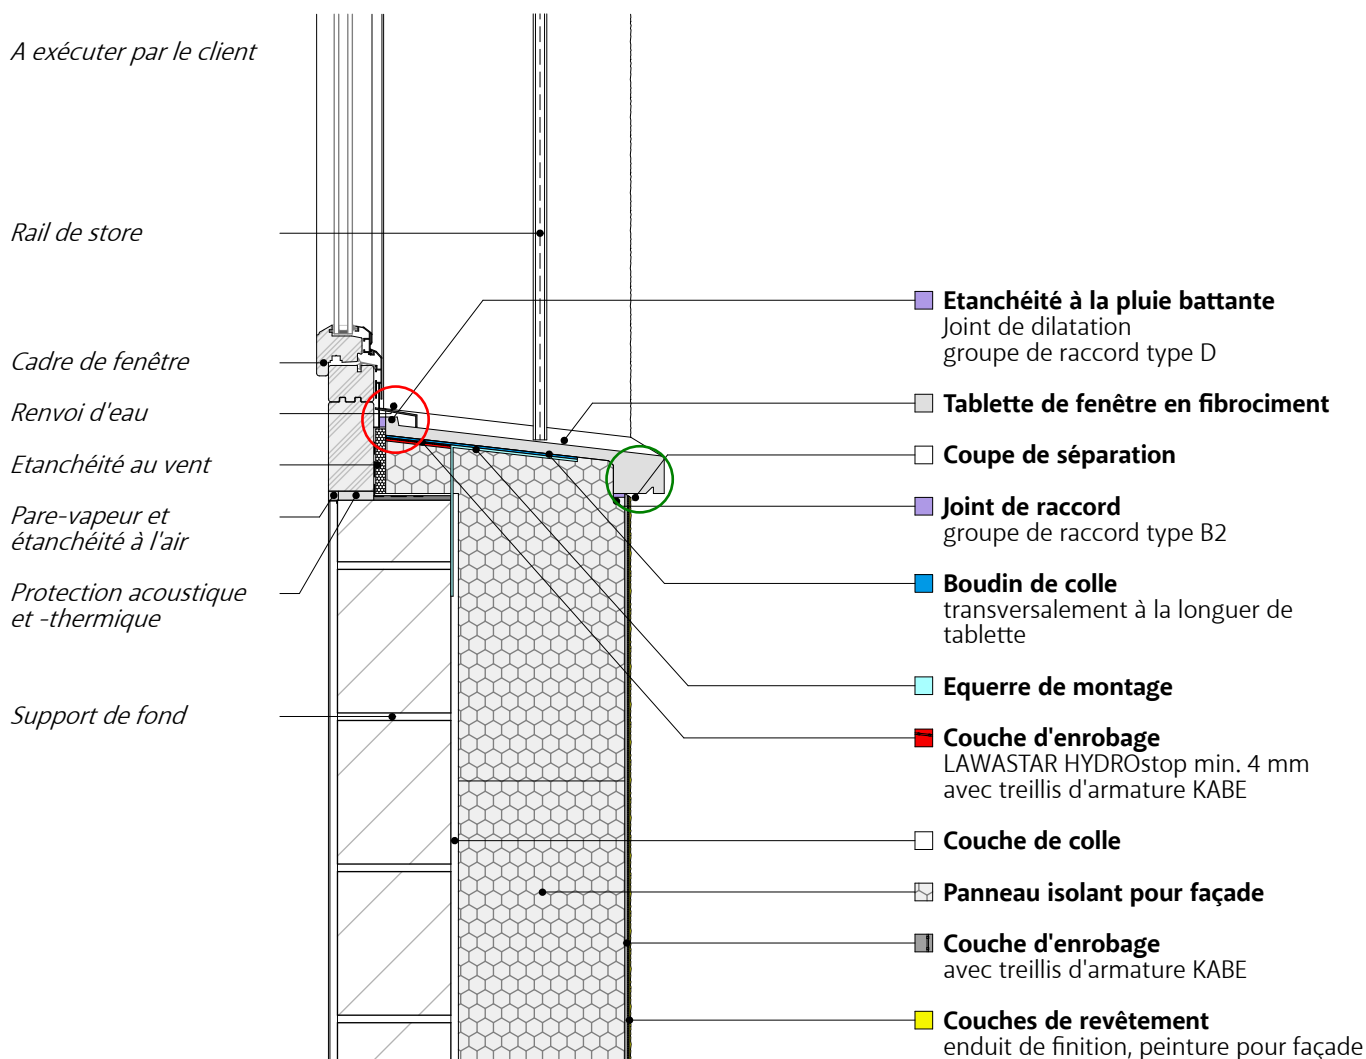 A exécuter par le client
Rail de store
Cadre de fenêtre
Renvoi d'eau
Etanchéité au vent
Pare-vapeur et
étanchéité à l'air
Protection acoustique
et -thermique
Support de fond
Etanchéité à la pluie battante
Joint de dilatation
groupe de raccord type D
Tablette de fenêtre en fibrociment
Coupe de séparation
Joint de raccord
groupe de raccord type B2
Boudin de colle
transversalement à la longuer de
tablette
Equerre de montage
Couche d'enrobage
LAWASTAR HYDROstop min. 4 mm
avec treillis d'armature KABE
Couche de colle
Panneau isolant pour façade
Couche d'enrobage
avec treillis d'armature KABE
Couches de revêtement
enduit de finition, peinture pour façade